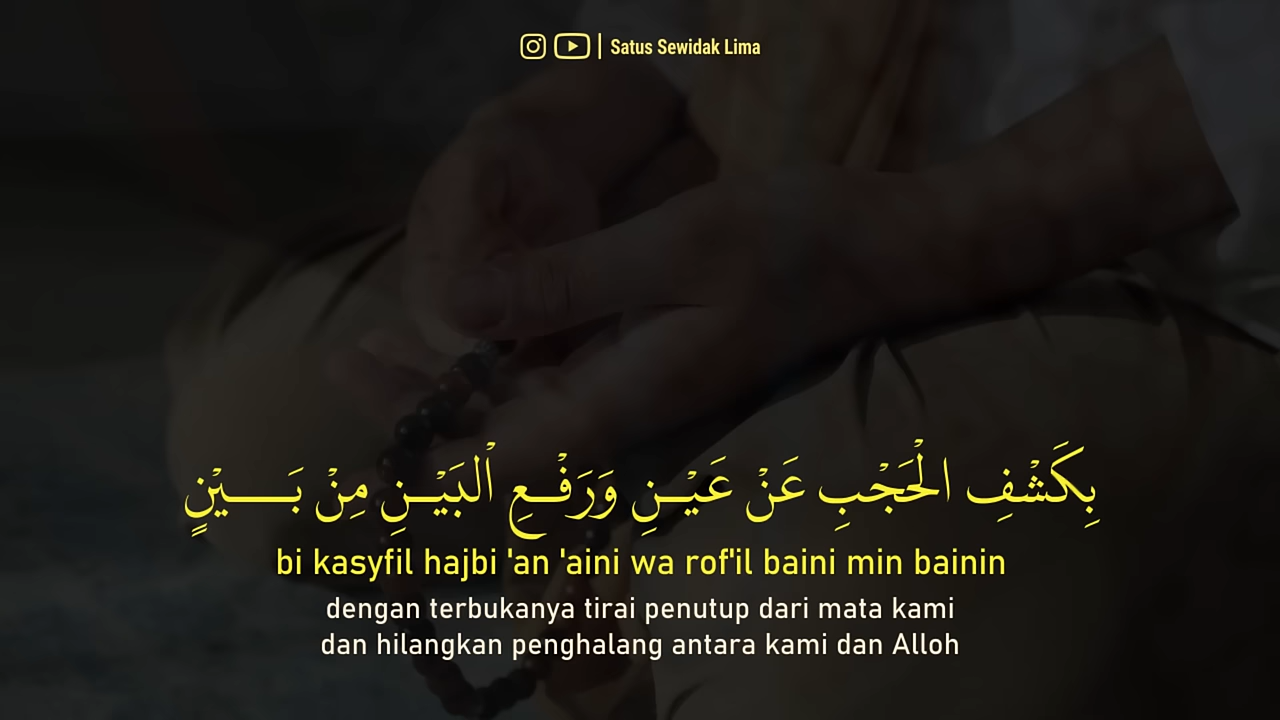 Satus Sewidak Lima
بِكَشْفِ الْحَجْبِ عَنْ عَيْنِ وَرَفْعِ الْبَيْنِ مِنْ بَيْنٍ
bi kasyfil hajbi 'an 'aini wa rof'il baini min bainin
dengan terbukanya tirai penutup dari mata kami
dan hilangkan penghalang antara kami dan Alloh